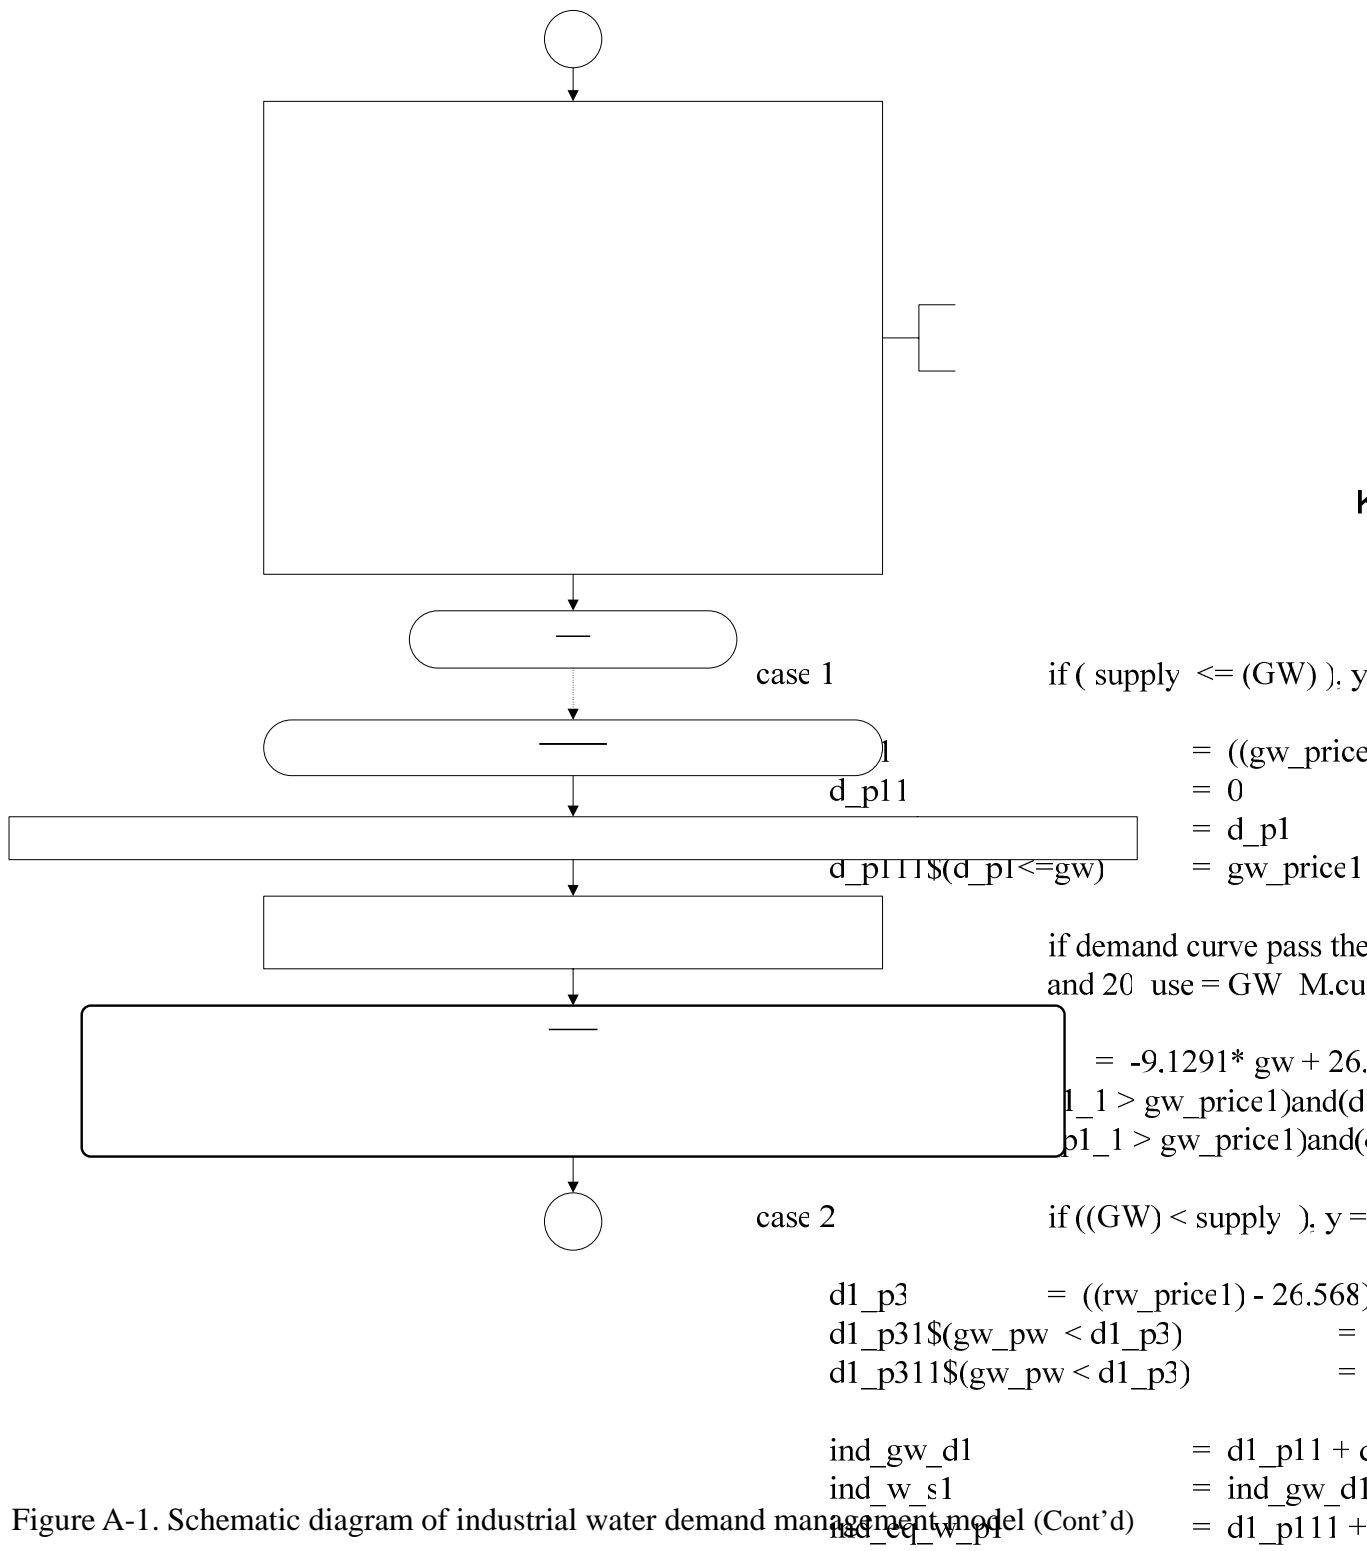 case 1 if ( supply <= (GW) ), y
1 = ((gw_price
d_p11 = 0
= d_p1
d_p111$(d_p1<=gw) = gw_price1
if demand curve pass the
and 20 use = GW M.cu
= -9.1291* gw + 26.
1_1 > gw_price1)and(d
p1_1 > gw_price1)and(
case 2 if ((GW) < supply ), y =
d1_p3 = ((rw_price1) - 26.568)
d1_p31$(gw_pw < d1_p3) =
d1_p311$(gw_pw < d1_p3) =
ind_gw_d1 = d1_p11 + d
ind_w_s1 = ind_gw_d1
ind_eq_w_p1 = d1_p111 +
Figure A-1. Schematic diagram of industrial water demand management model (Cont’d)